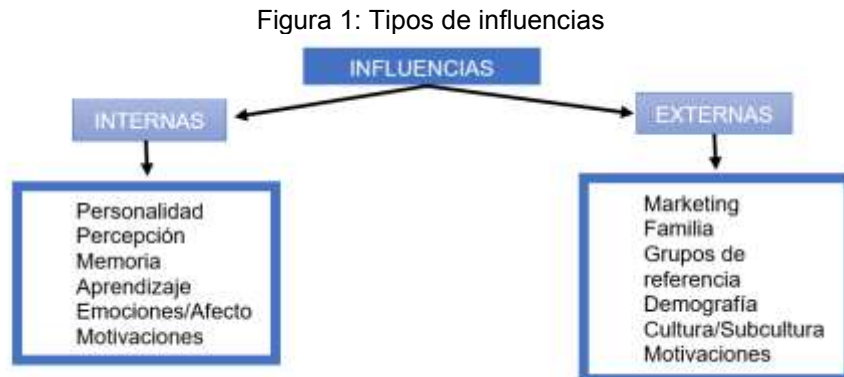 Figura 1: Tipos de influencias
INFLUENCIAS
INTERNAS
EXTERNAS
Personalidad
Percepción
Memoria
Aprendizaje
Emociones/Afecto
Motivaciones
Marketing
Familia
Grupos de
referencia
Demografía
Cultura/Subcultura
Motivaciones